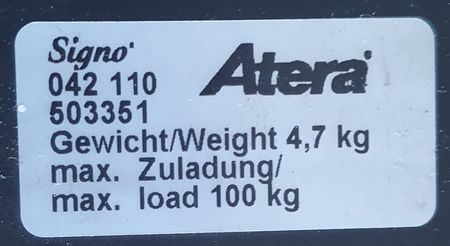 Signo
042 110
Atera
503351
Gewicht/Weight 4,7 kg
max. Zuladung/
max. load 100 kg